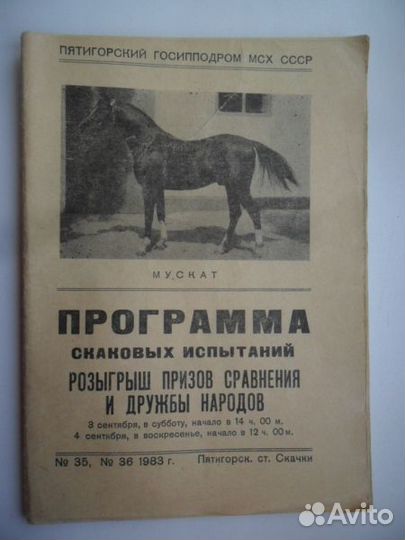 ПЯТИГОРСКИЙ ГОСИППОДРОМ МСХ СССР
МУСКАТ
ПРОГРАММА
СКАКОВЫХ ИСПЫТАНИЙ
РОЗЫГРЫШ ПРИЗОВ СРАВНЕНИЯ
И ДРУЖБЫ НАРОДОВ
3 сентября, в субботу, начало в 14 ч. 00 м.
4 сентября, в воскресенье, начало в 12 ч. 00 м.
№ 35, № 36 1983 г. Пятигорск. ст. Скачки
Avito